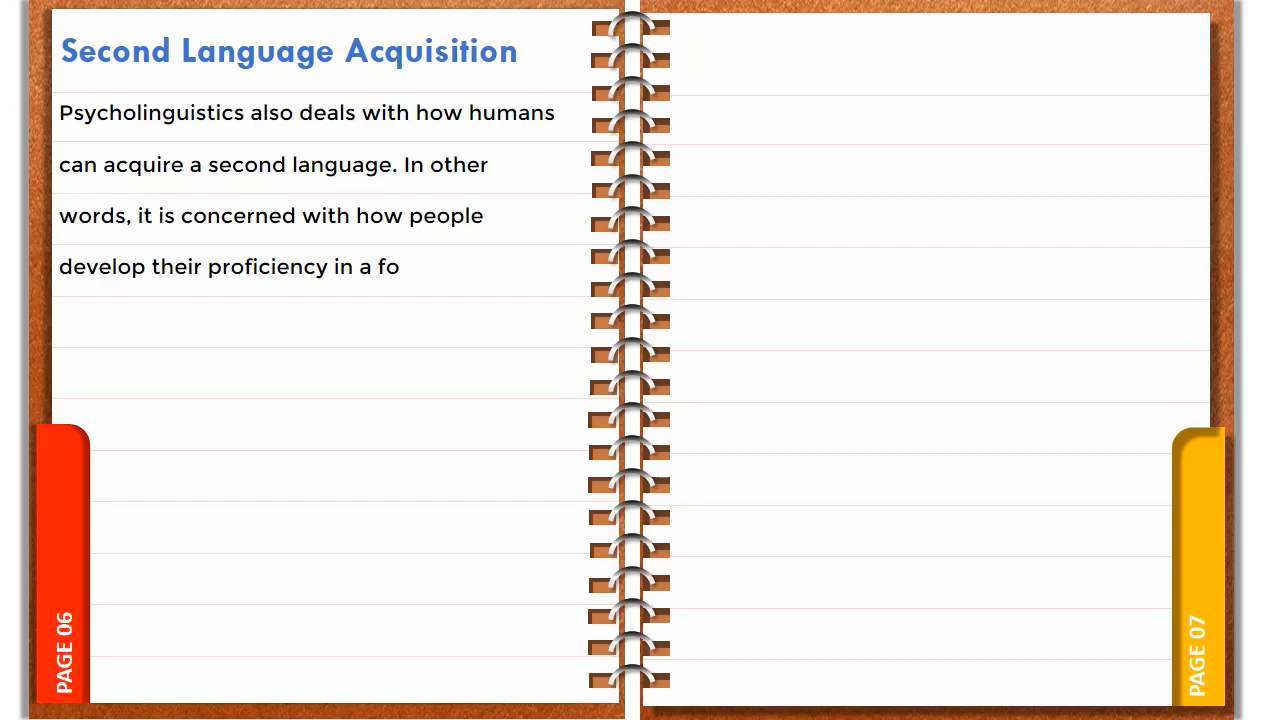 Second Language Acquisition
Psycholinguistics also deals with how humans
can acquire a second language. In other
words, it is concerned with how people
develop their proficiency in a fo
PAGE 06
PAGE 07